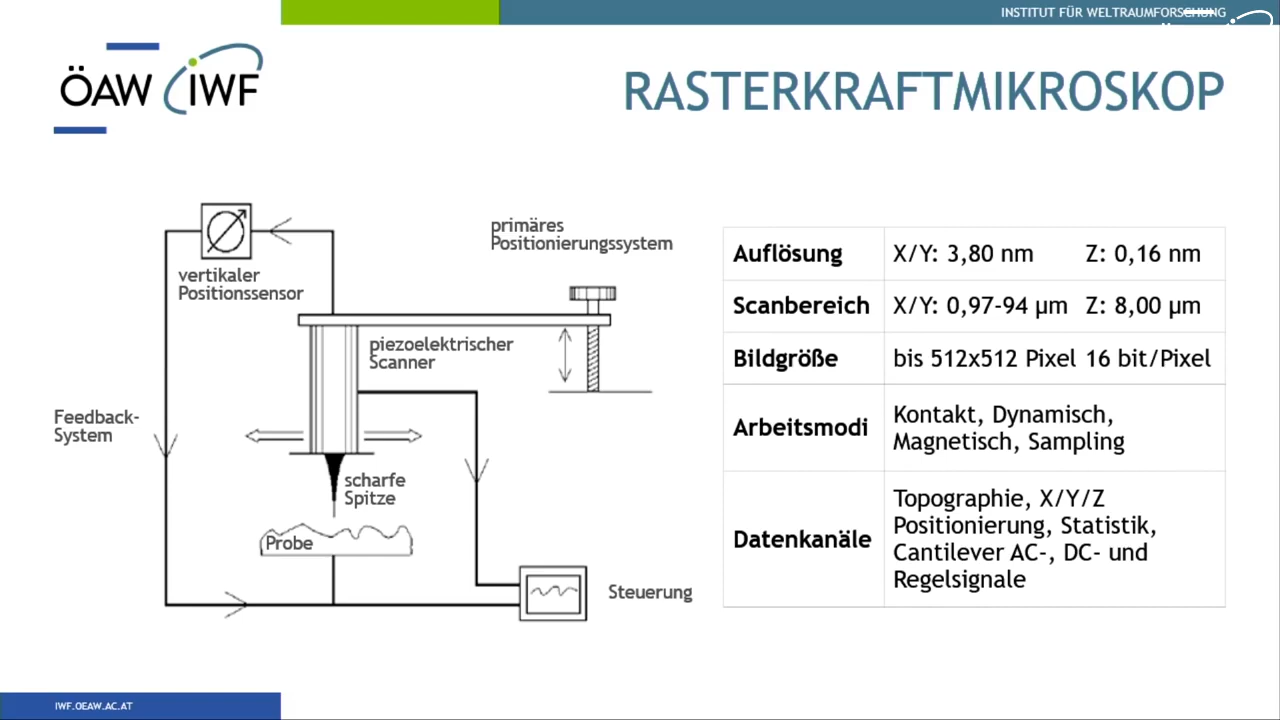 INSTITUT FÜR WELTRAUMFORSCHUNG
ÖAW IWF
RASTERKRAFTMIKROSKOP
vertikaler
Positionssensor
primäres
Positionierungssystem
piezoelektrischer
Scanner
Feedback-
System
scharfe
Spitze
Probe
Steuerung
Auflösung X/Y: 3,80 nm Z: 0,16 nm
Scanbereich X/Y: 0,97-94 µm Z: 8,00 µm
Bildgröße bis 512x512 Pixel 16 bit/Pixel
Arbeitsmodi Kontakt, Dynamisch,
Magnetisch, Sampling
Datenkanäle Topographie, X/Y/Z
Positionierung, Statistik,
Cantilever AC-, DC- und
Regelsignale
IWF.OEAW.AC.AT